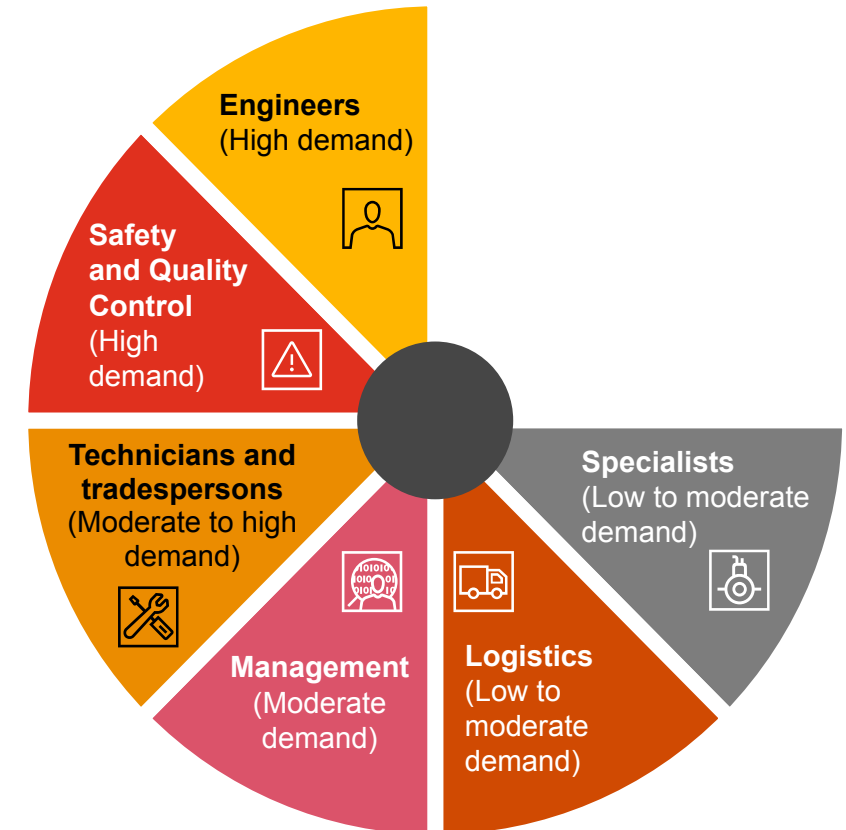 Engineers
(High demand)
Safety
and Quality
Control
(High
demand)
Technicians and
tradespersons
(Moderate to high
demand)
Management
(Moderate
demand)
Logistics
(Low to
moderate
demand)
Specialists
(Low to moderate
demand)